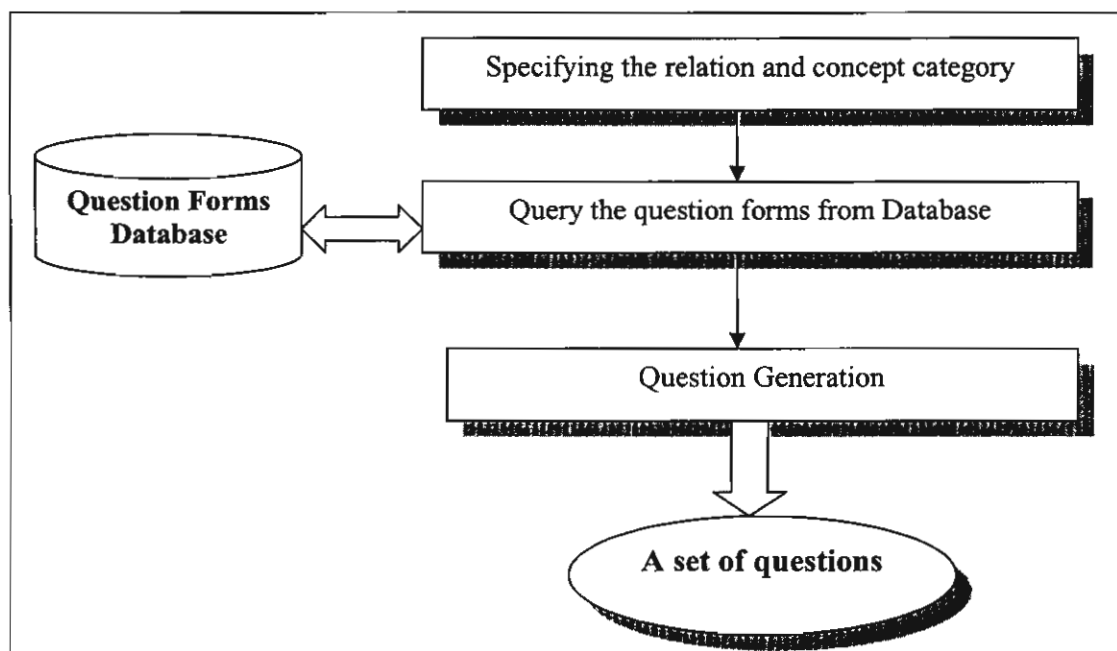 Specifying the relation and concept category
Question Forms
Database
Query the question forms from Database
Question Generation
A set of questions